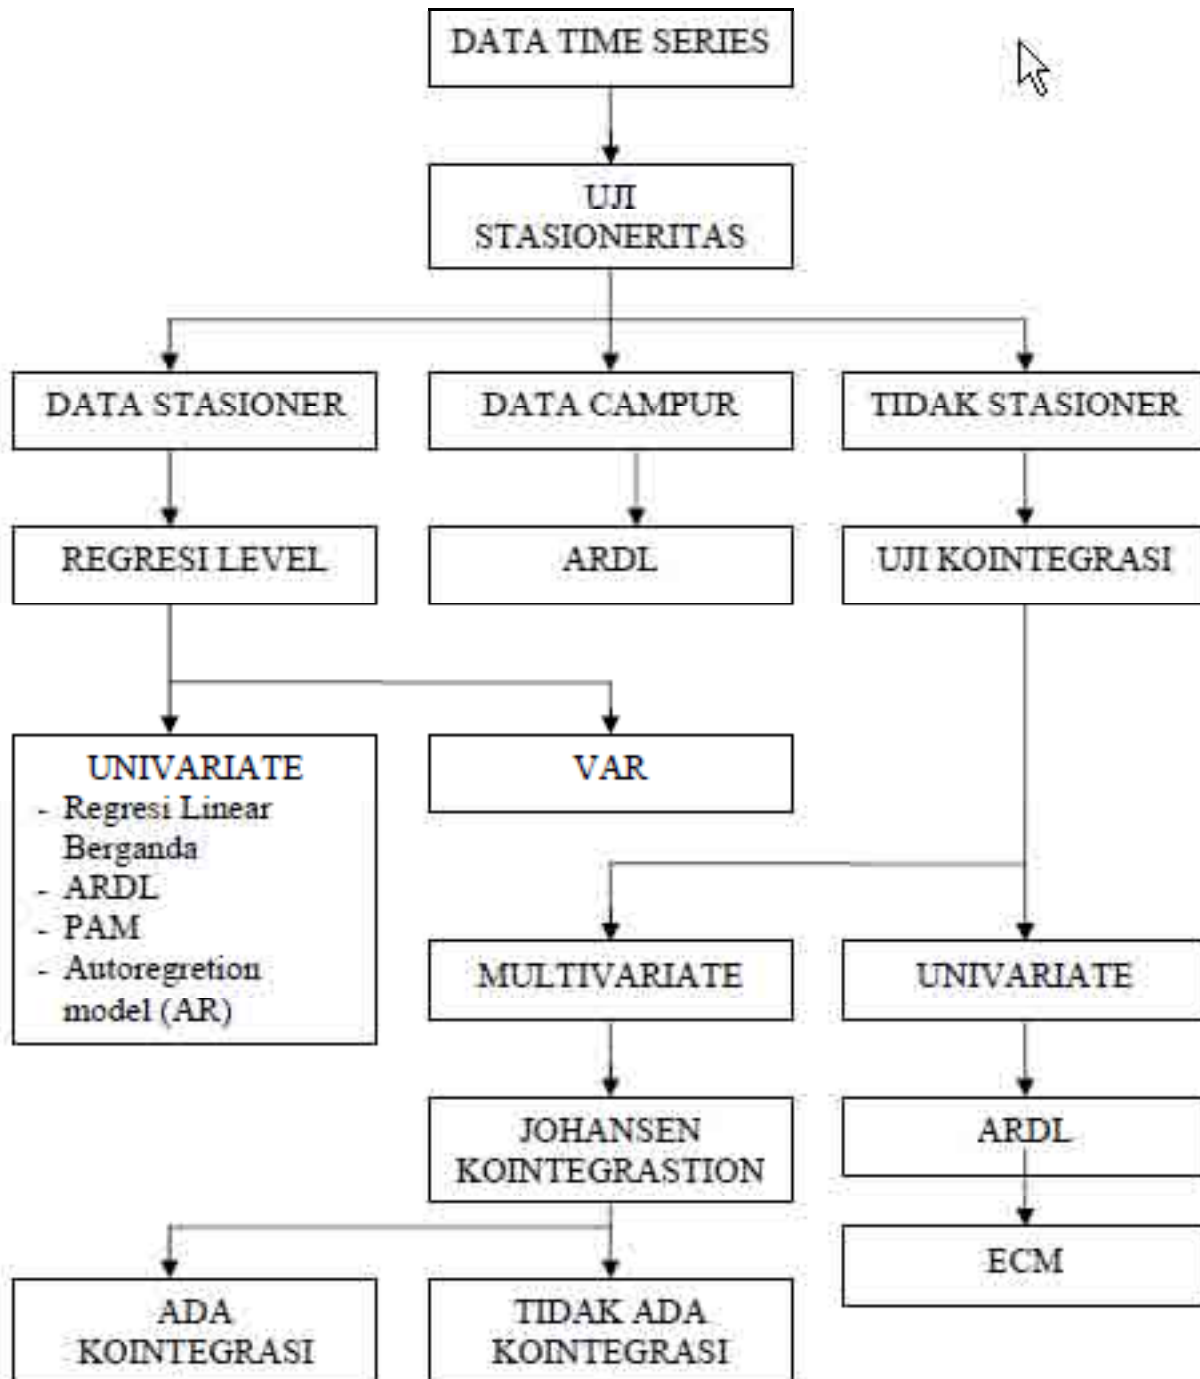 DATA TIME SERIES
UJI
STASIONERITAS
DATA STASIONER
DATA CAMPUR
TIDAK STASIONER
REGRESI LEVEL
ARDL
UJI KOINTEGRASI
UNIVARIATE
- Regresi Linear
Berganda
- ARDL
- PAM
- Autoregretion
model (AR)
VAR
MULTIVARIATE
UNIVARIATE
JOHANSEN
KOINTEGRASTION
ARDL
ECM
ADA
KOINTEGRASI
TIDAK ADA
KOINTEGRASI